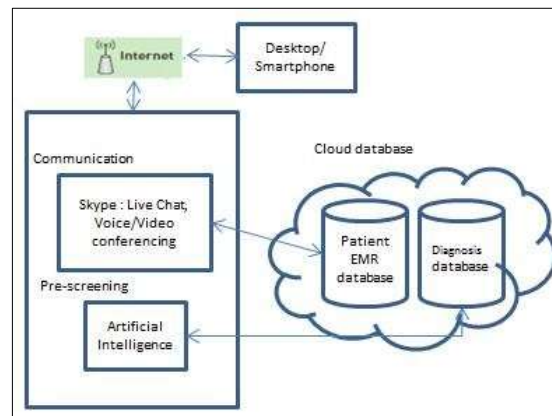 Internet
Desktop/
Smartphone
Communication
Skype : Live Chat,
Voice/Video
conferencing
Pre-screening
Artificial
Intelligence
Cloud database
Patient
EMR
database
Diagnosis
database